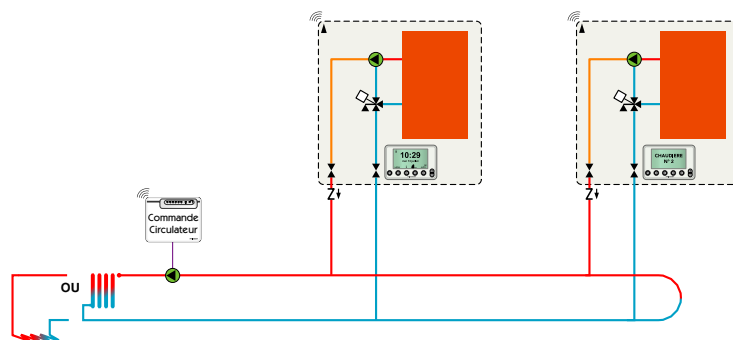 10:29
CHAUDIERE
N° 2
Commande
Circulateur
OU